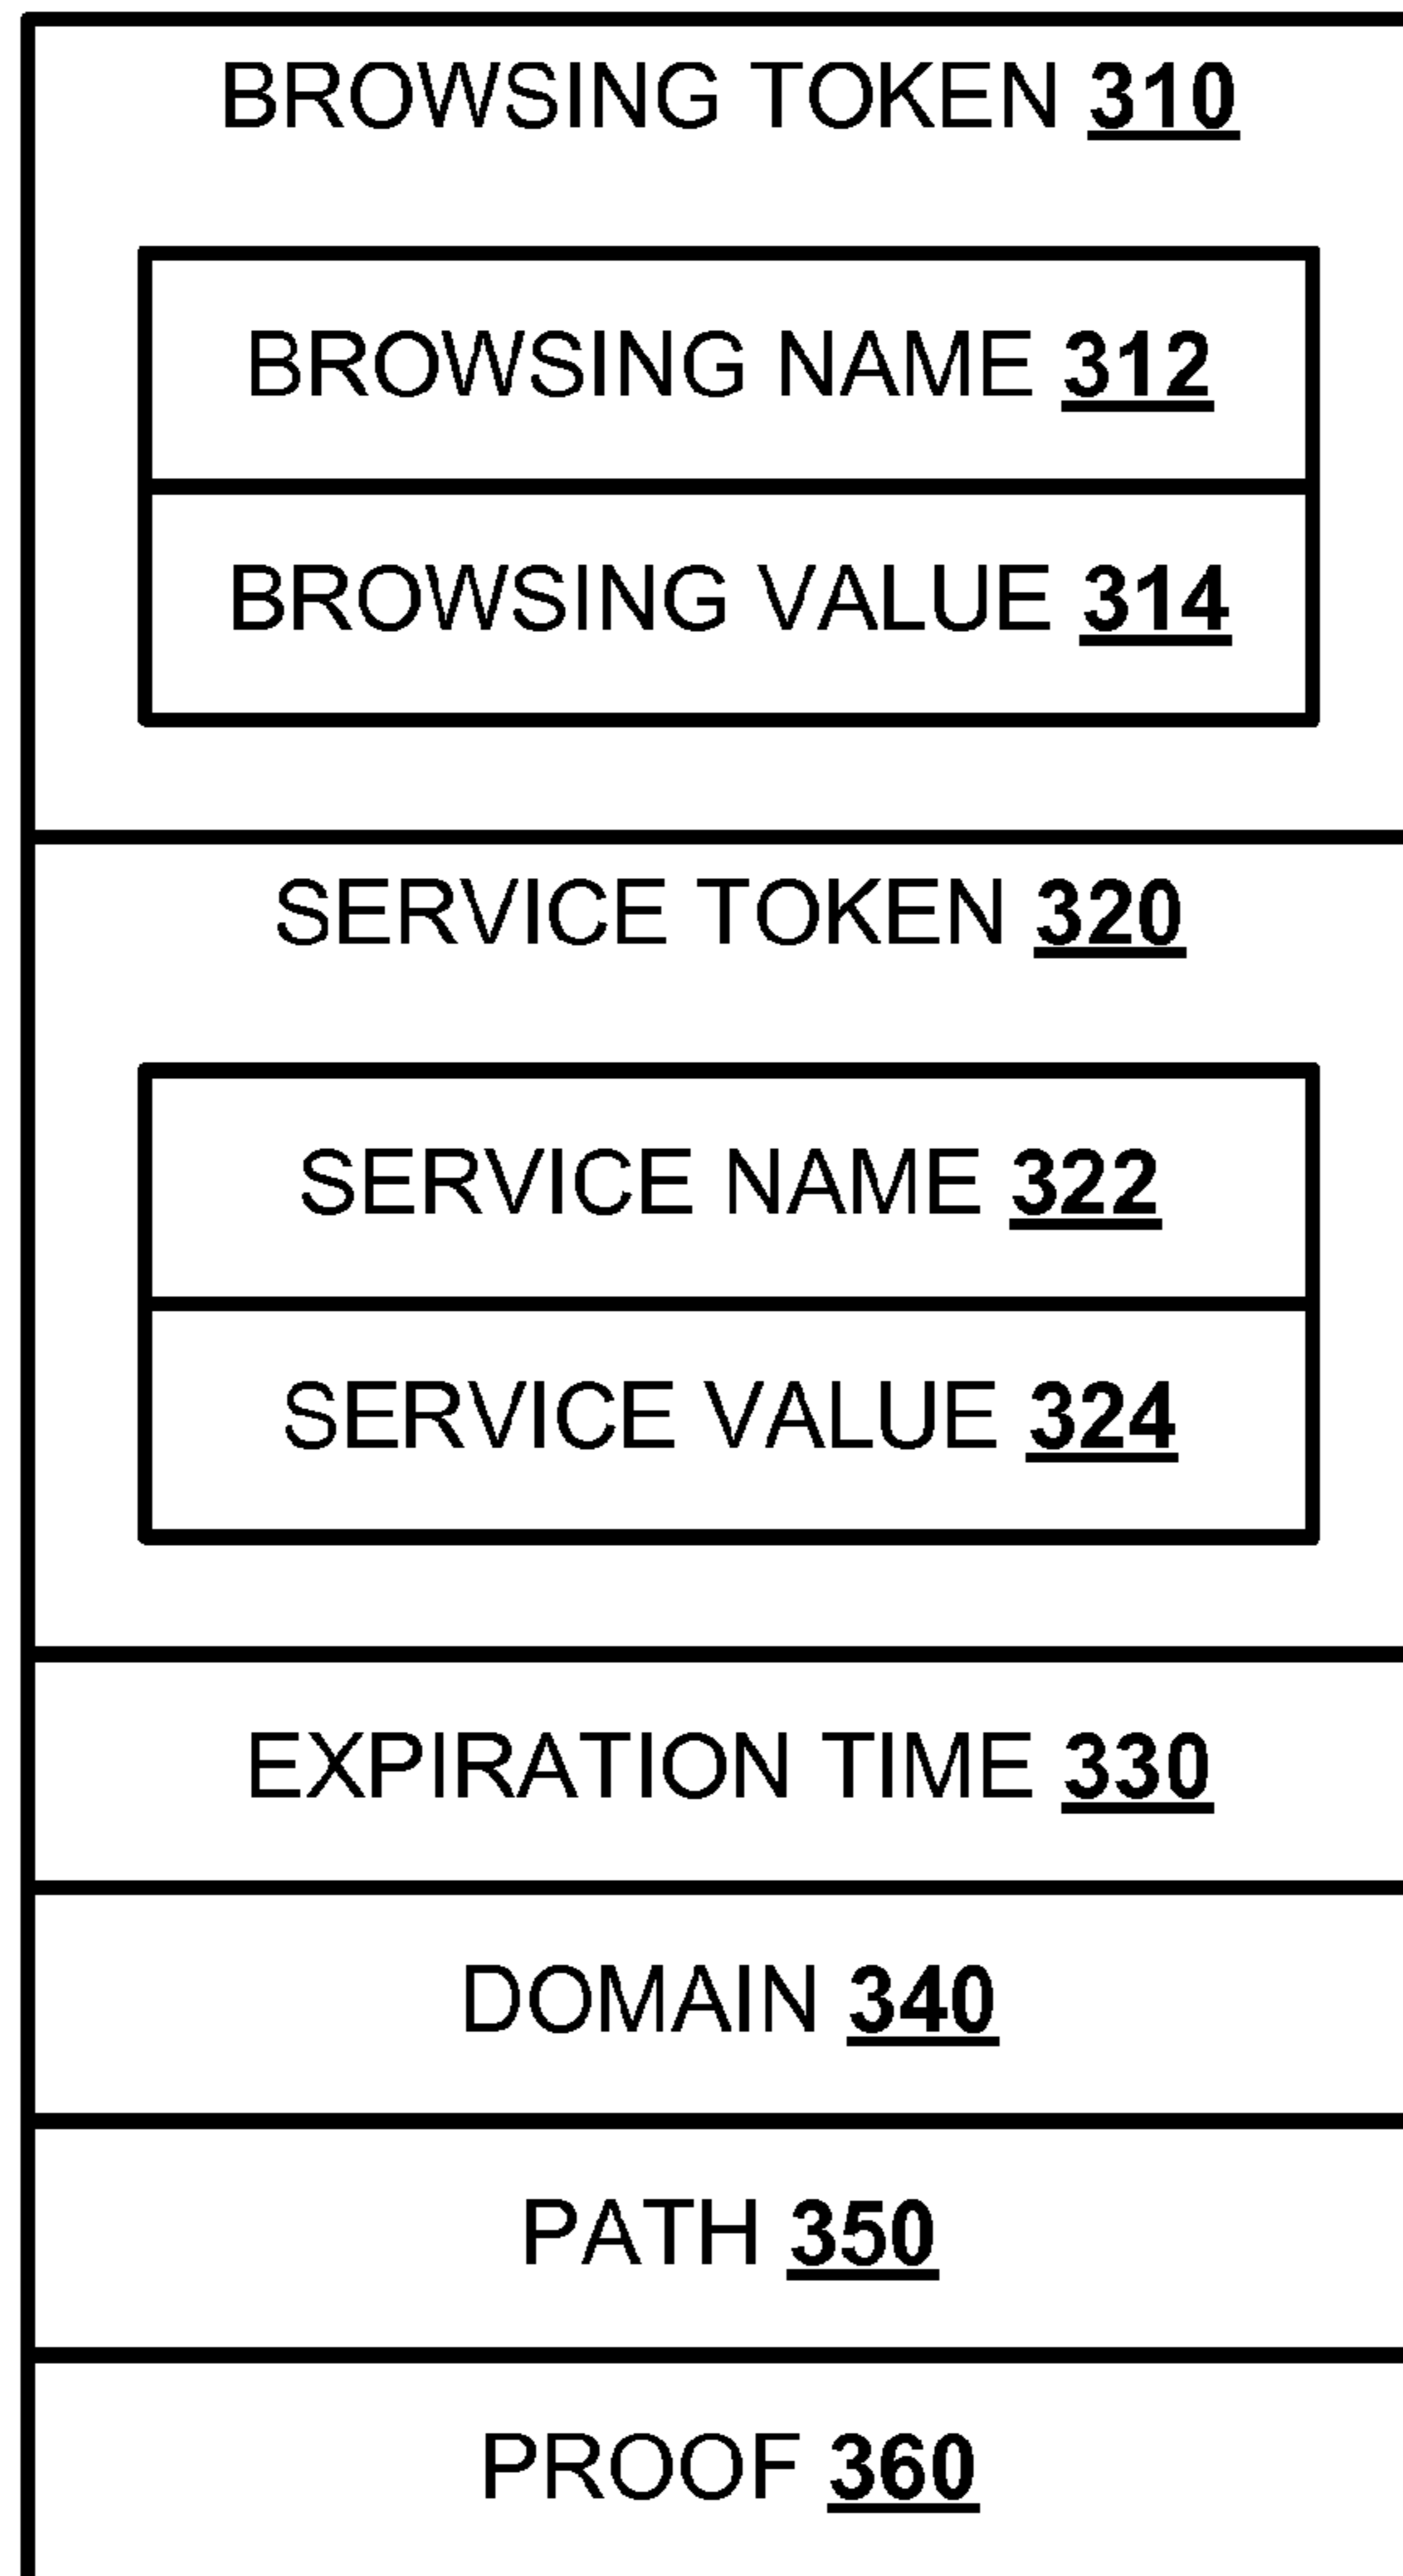 BROWSING TOKEN 310
BROWSING NAME 312
BROWSING VALUE 314
SERVICE TOKEN 320
SERVICE NAME 322
SERVICE VALUE 324
EXPIRATION TIME 330
DOMAIN 340
PATH 350
PROOF 360